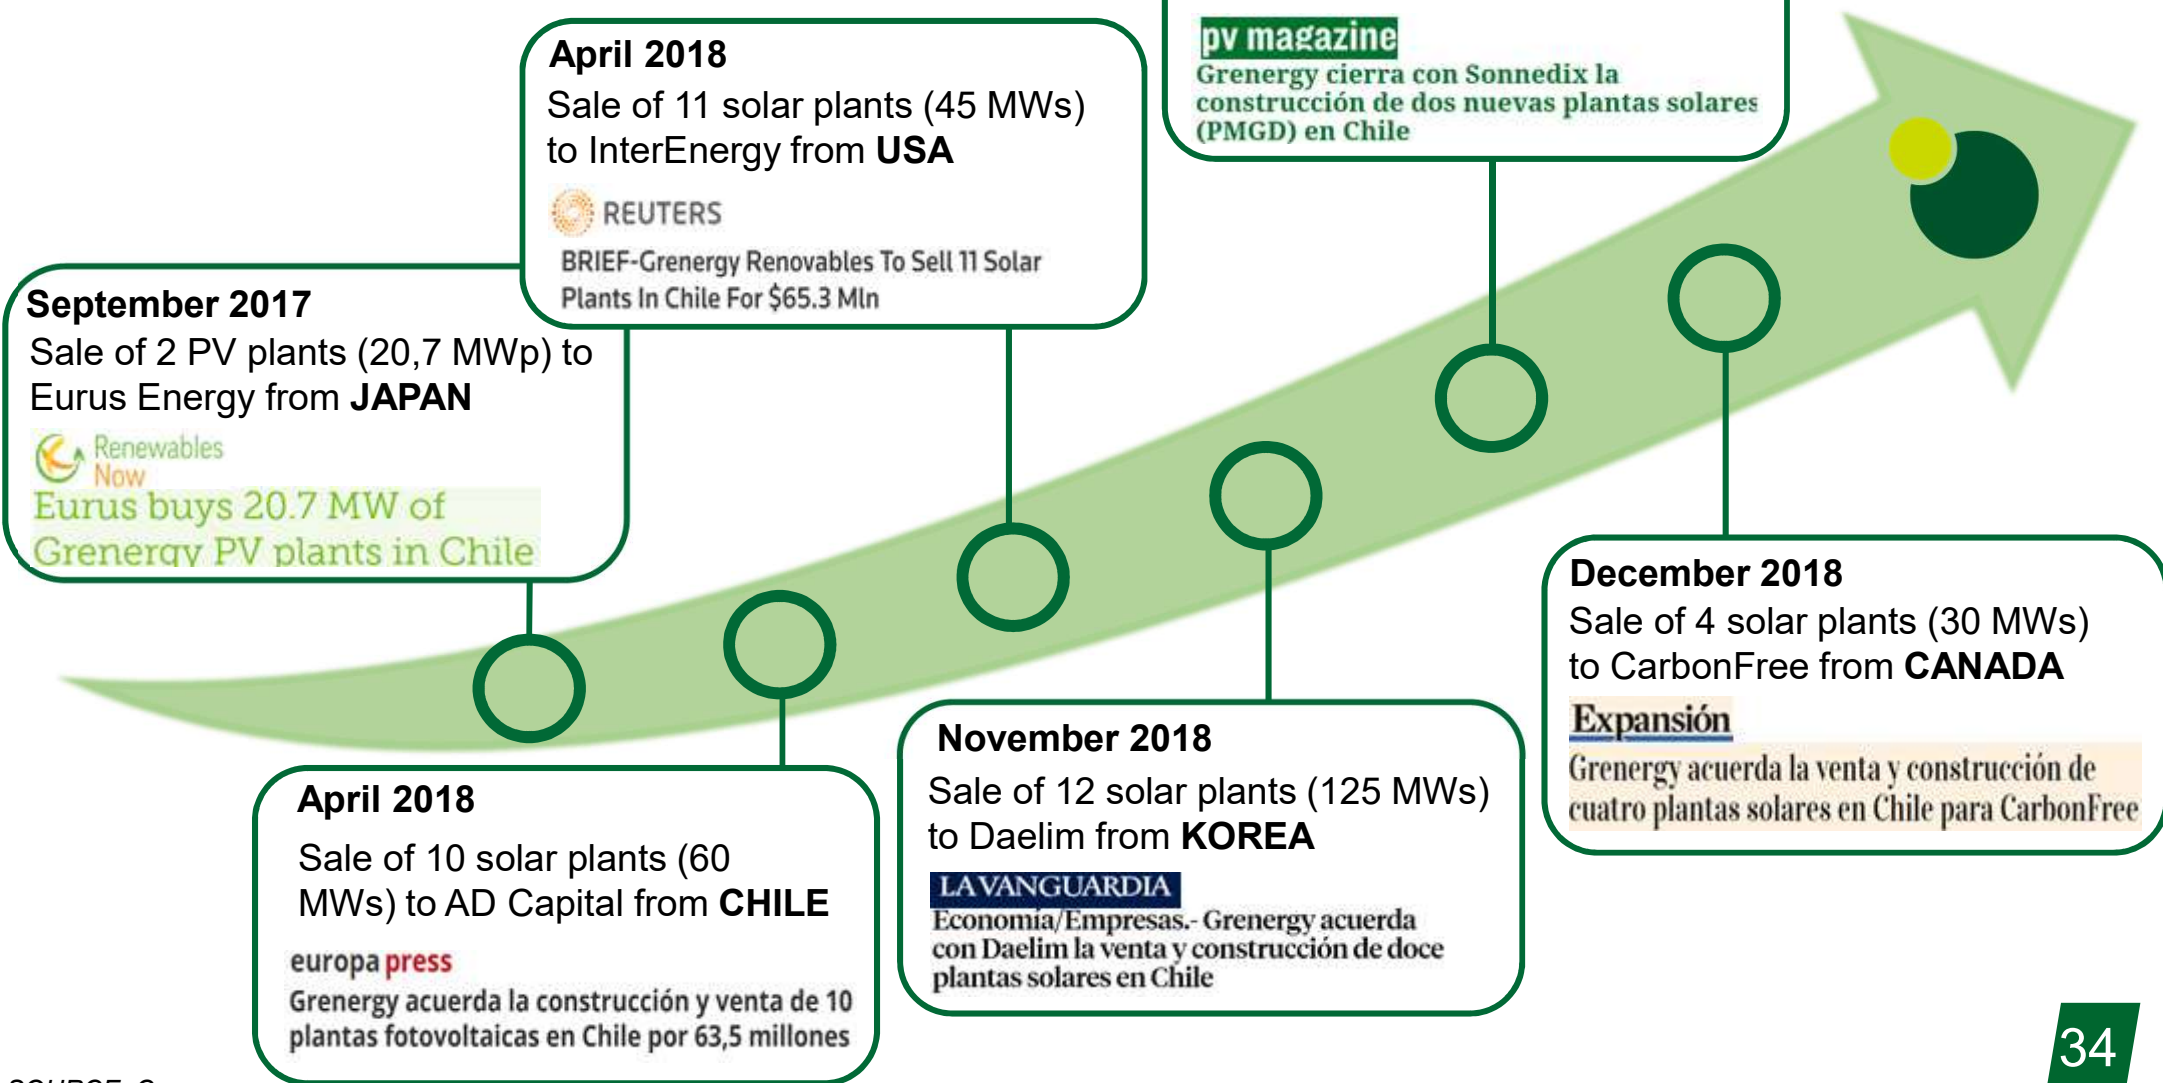 September 2017
Sale of 2 PV plants (20,7 MWp) to
Eurus Energy from JAPAN
Renewables
Now
Eurus buys 20.7 MW of
Grenergy PV plants in Chile
April 2018
Sale of 10 solar plants (60
MWs) to AD Capital from CHILE
europa press
Grenergy acuerda la construcción y venta de 10
plantas fotovoltaicas en Chile por 63,5 millones
April 2018
Sale of 11 solar plants (45 MWs)
to InterEnergy from USA
REUTERS
BRIEF-Grenergy Renovables To Sell 11 Solar
Plants In Chile For $65.3 Mln
November 2018
Sale of 12 solar plants (125 MWs)
to Daelim from KOREA
LA VANGUARDIA
Economía/Empresas.- Grenergy acuerda
con Daelim la venta y construcción de doce
plantas solares en Chile
pv magazine
Grenergy cierra con Sonnedix la
construcción de dos nuevas plantas solares
(PMGD) en Chile
December 2018
Sale of 4 solar plants (30 MWs)
to CarbonFree from CANADA
Expansión
Grenergy acuerda la venta y construcción de
cuatro plantas solares en Chile para CarbonFree
34